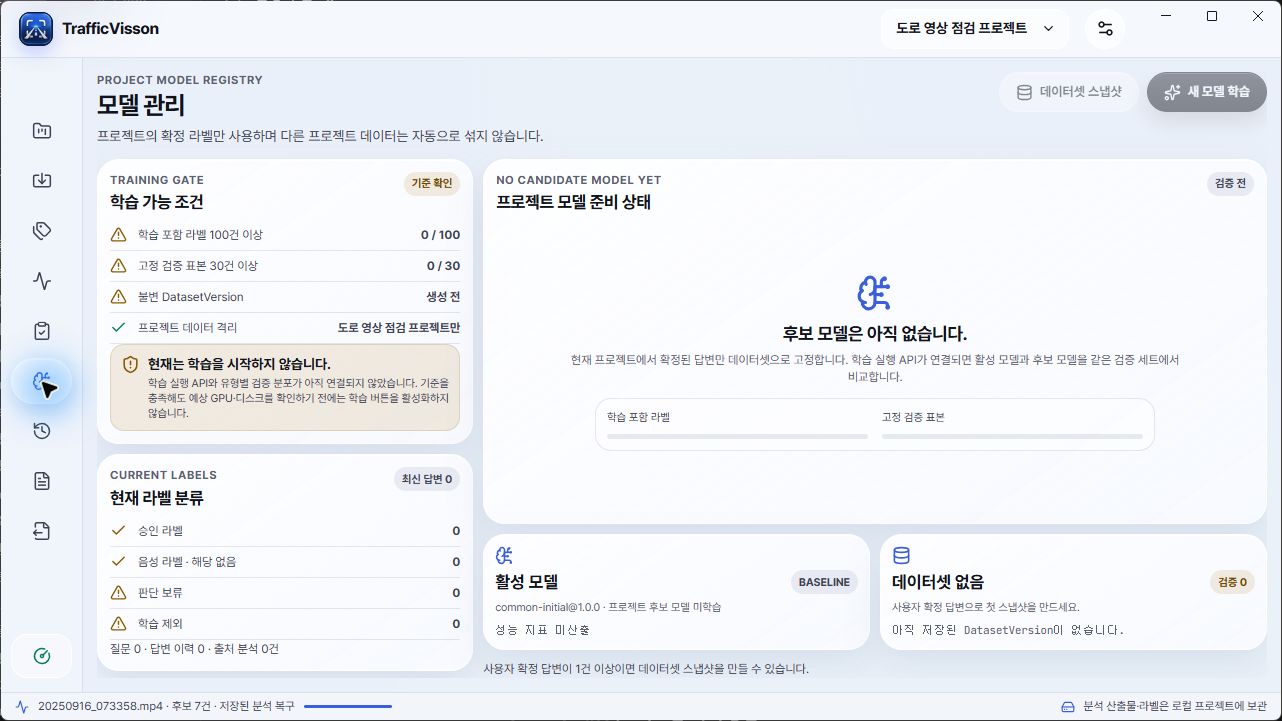 TrafficVisson
도로 영상 점검 프로젝트
PROJECT MODEL REGISTRY
모델 관리
프로젝트의 확정 라벨만 사용하며 다른 프로젝트 데이터는 자동으로 섞지 않습니다.
데이터셋 스냅샷
새 모델 학습
TRAINING GATE
학습 가능 조건
기준 확인
학습 포함 라벨 100건 이상 0 / 100
고정 검증 표본 30건 이상 0 / 30
불변 DatasetVersion 생성 전
프로젝트 데이터 격리 도로 영상 점검 프로젝트만
현재는 학습을 시작하지 않습니다.
학습 실행 API와 유형별 검증 분포가 아직 연결되지 않았습니다. 기준을
충족해도 예상 GPU·디스크를 확인하기 전에는 학습 버튼을 활성화하지
않습니다.
CURRENT LABELS
현재 라벨 분류
최신 답변 0
승인 라벨 0
음성 라벨 · 해당 없음 0
판단 보류 0
학습 제외 0
질문 0 · 답변 이력 0 · 출처 분석 0건
NO CANDIDATE MODEL YET
프로젝트 모델 준비 상태
검증 전
후보 모델은 아직 없습니다.
현재 프로젝트에서 확정된 답변만 데이터셋으로 고정합니다. 학습 실행 API가 연결되면 활성 모델과 후보 모델을 같은 검증 세트에서
비교합니다.
학습 포함 라벨
고정 검증 표본
활성 모델
BASELINE
common-initial@1.0.0 · 프로젝트 후보 모델 미학습
성능 지표 미산출
데이터셋 없음
검증 0
사용자 확정 답변으로 첫 스냅샷을 만드세요.
아직 저장된 DatasetVersion이 없습니다.
사용자 확정 답변이 1건 이상이면 데이터셋 스냅샷을 만들 수 있습니다.
20250916_073358.mp4 · 후보 7건 · 저장된 분석 복구
분석 산출물·라벨은 로컬 프로젝트에 보관